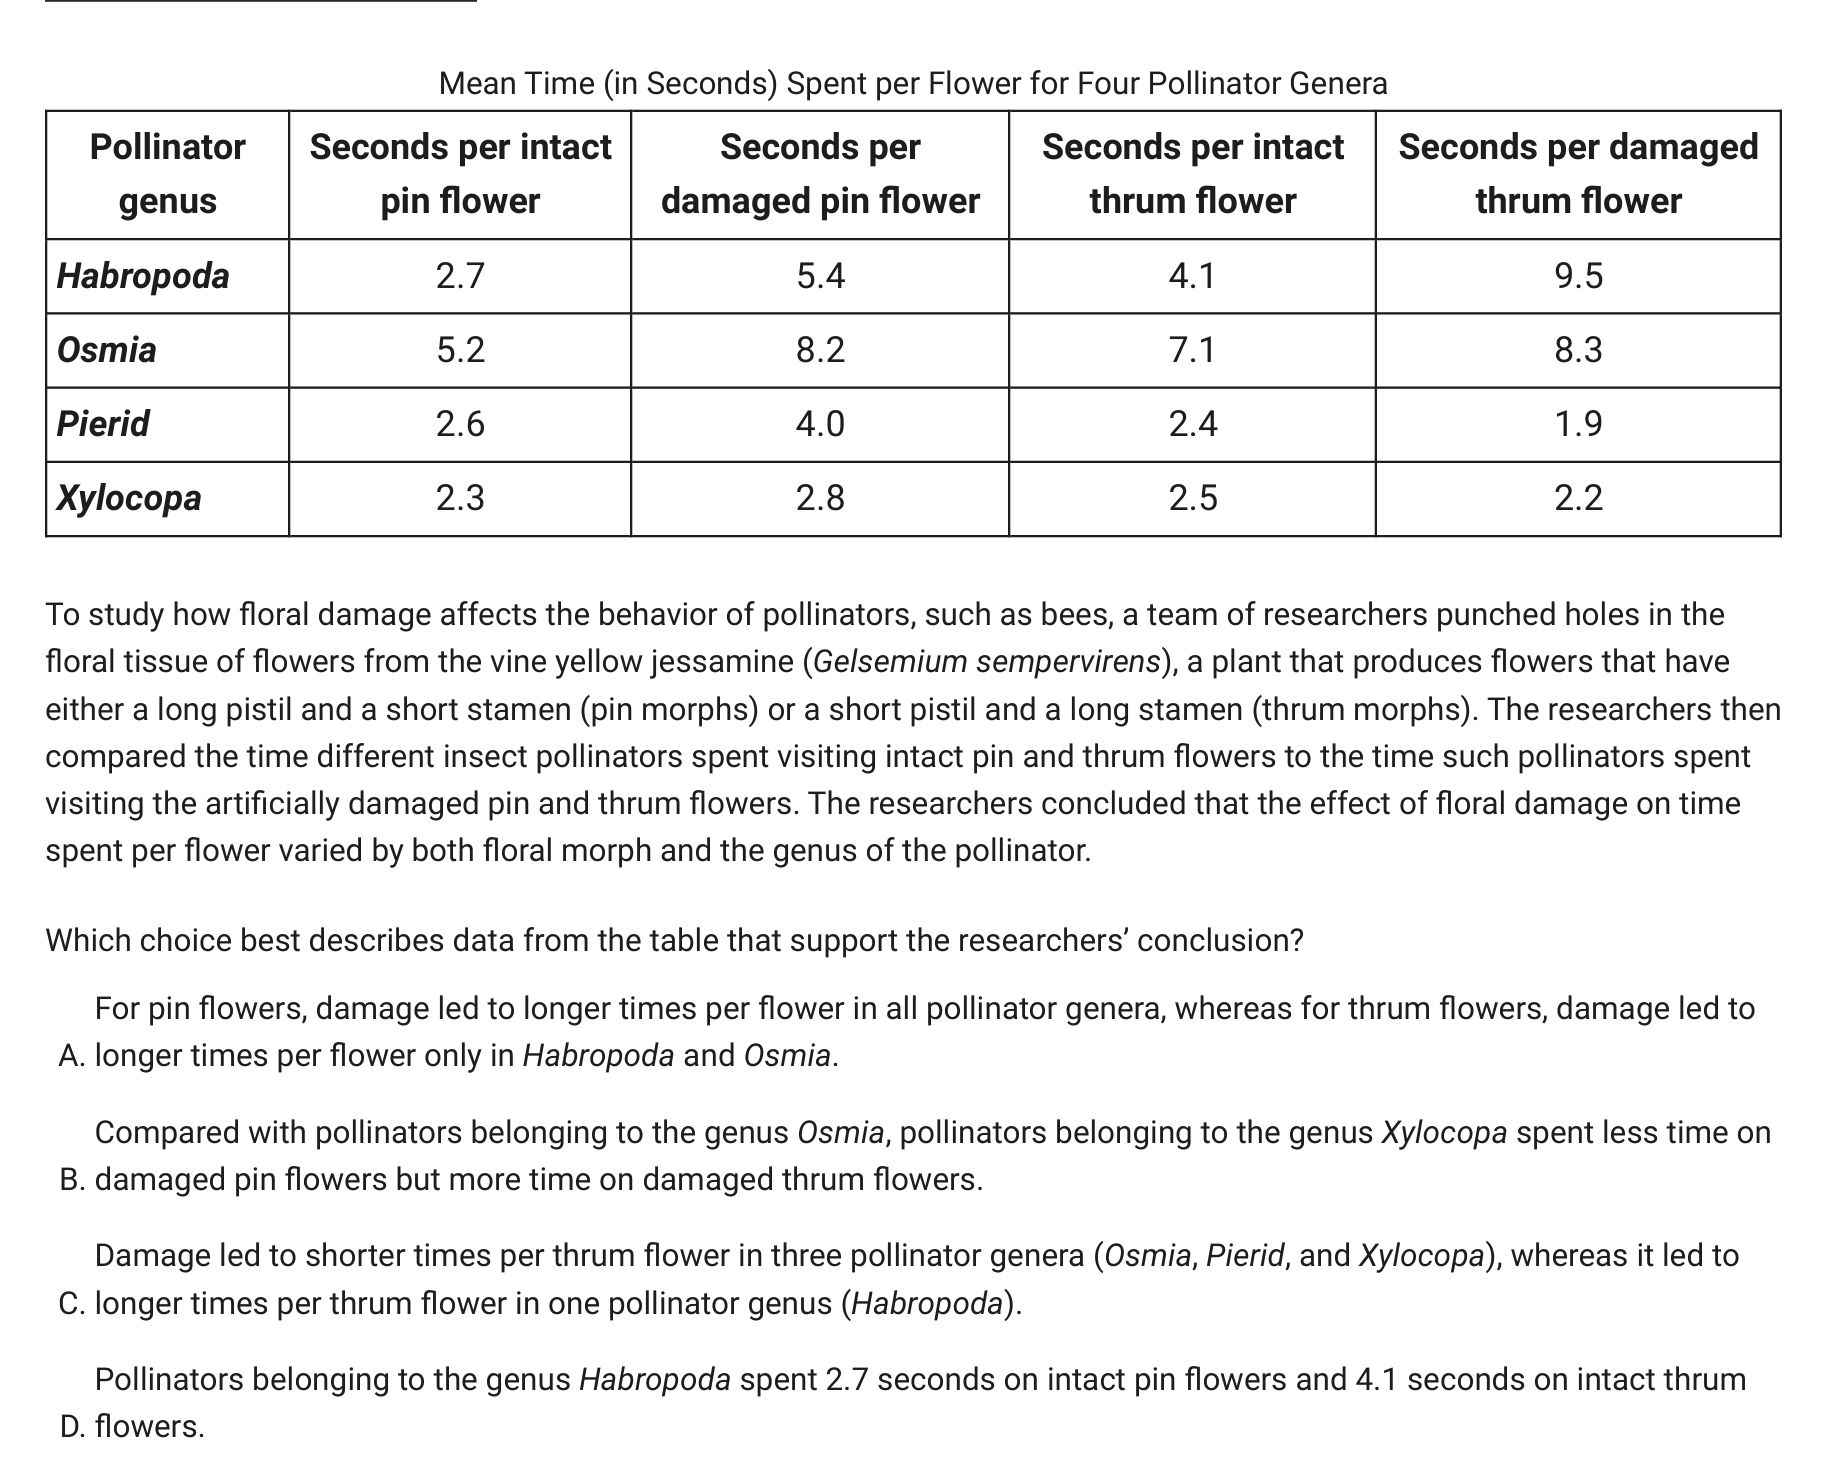 Mean Time (in Seconds) Spent per Flower for Four Pollinator Genera
Pollinator genus | Seconds per intact pin flower | Seconds per damaged pin flower | Seconds per intact thrum flower | Seconds per damaged thrum flower
Habropoda 2.7 5.4 4.1 9.5
Osmia 5.2 8.2 7.1 8.3
Pierid 2.6 4.0 2.4 1.9
Xylocopa 2.3 2.8 2.5 2.2
To study how floral damage affects the behavior of pollinators, such as bees, a team of researchers punched holes in the
floral tissue of flowers from the vine yellow jessamine (Gelsemium sempervirens), a plant that produces flowers that have
either a long pistil and a short stamen (pin morphs) or a short pistil and a long stamen (thrum morphs). The researchers then
compared the time different insect pollinators spent visiting intact pin and thrum flowers to the time such pollinators spent
visiting the artificially damaged pin and thrum flowers. The researchers concluded that the effect of floral damage on time
spent per flower varied by both floral morph and the genus of the pollinator.
Which choice best describes data from the table that support the researchers’ conclusion?
For pin flowers, damage led to longer times per flower in all pollinator genera, whereas for thrum flowers, damage led to
A. longer times per flower only in Habropoda and Osmia.
Compared with pollinators belonging to the genus Osmia, pollinators belonging to the genus Xylocopa spent less time on
B. damaged pin flowers but more time on damaged thrum flowers.
Damage led to shorter times per thrum flower in three pollinator genera (Osmia, Pierid, and Xylocopa), whereas it led to
C. longer times per thrum flower in one pollinator genus (Habropoda).
Pollinators belonging to the genus Habropoda spent 2.7 seconds on intact pin flowers and 4.1 seconds on intact thrum
D. flowers.